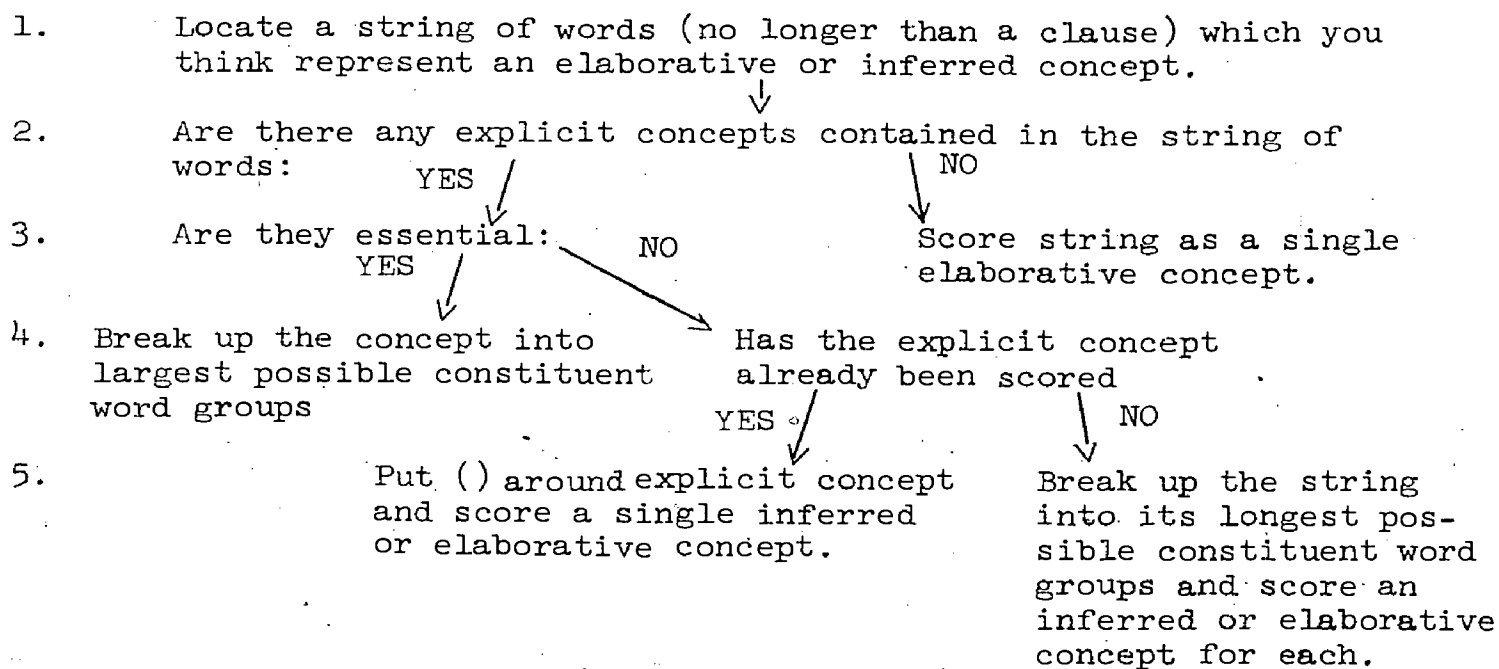 1. Locate a string of words (no longer than a clause) which you
think represent an elaborative or inferred concept.
2. Are there any explicit concepts contained in the string of
words: YES NO
3. Are they essential: NO Score string as a single
YES elaborative concept.
4. Break up the concept into Has the explicit concept
largest possible constituent already been scored
word groups YES NO
5. Put () around explicit concept Break up the string
and score a single inferred into its longest pos-
or elaborative concept. sible constituent word
groups and score an
inferred or elaborative
concept for each.